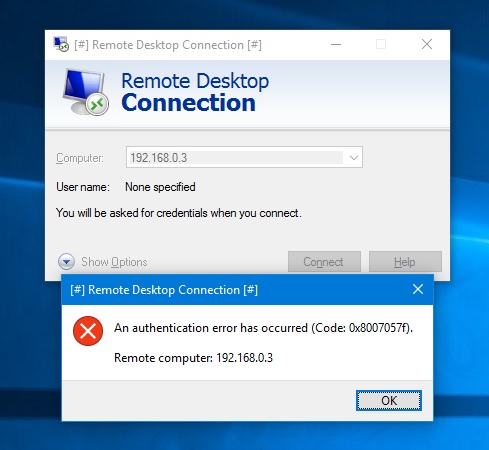 [#] Remote Desktop Connection [#]
Remote Desktop
Connection
Computer: 192.168.0.3
User name: None specified
You will be asked for credentials when you connect.
Show Options Connect Help
[#] Remote Desktop Connection [#]
An authentication error has occurred (Code: 0x8007057f).
Remote computer: 192.168.0.3
OK